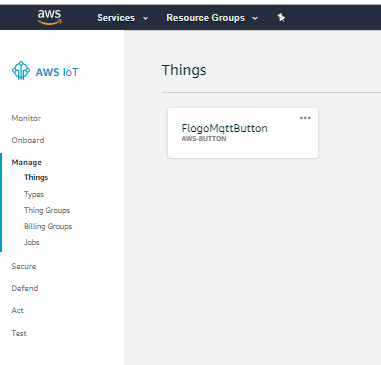 aws
Services
Resource Groups
AWS IoT
Things
Monitor
Onboard
Manage
Things
Types
Thing Groups
Billing Groups
Jobs
Secure
Defend
Act
Test
FlogoMqttButton
AWS-BUTTON